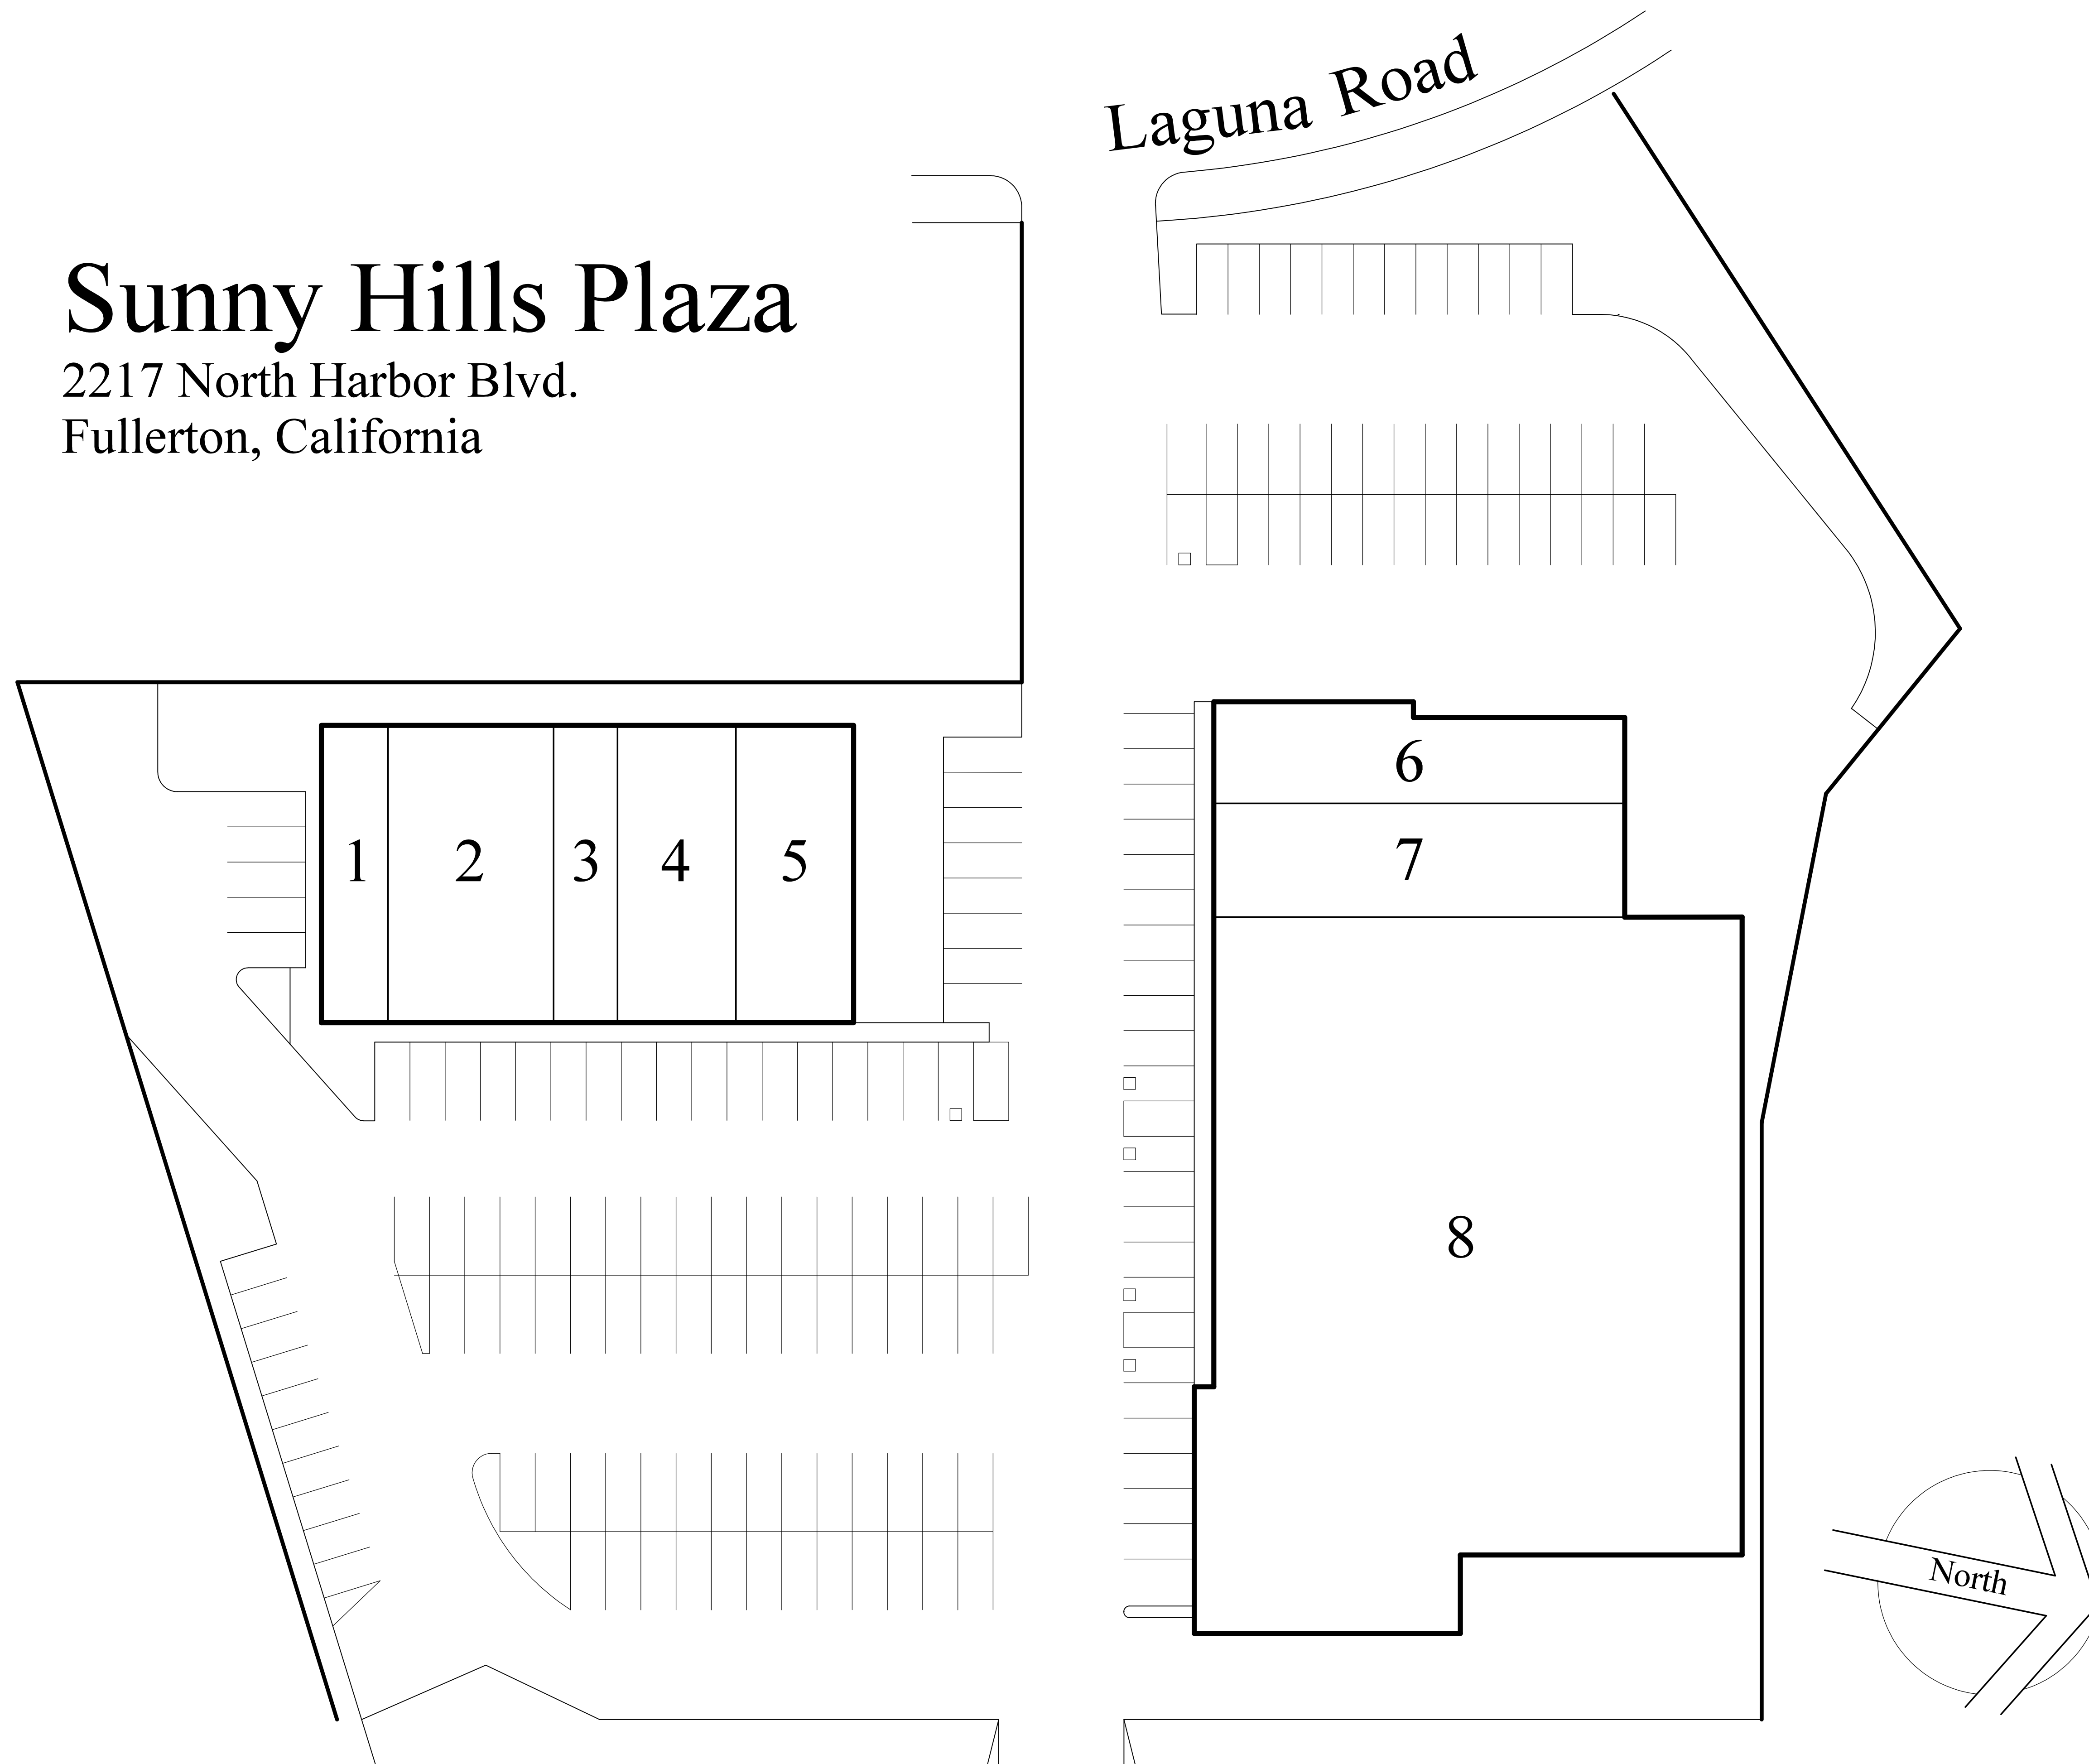 Laguna Road
Sunny Hills Plaza
2217 North Harbor Blvd.
Fullerton, California
6
1 2 3 4 5 7
8
North